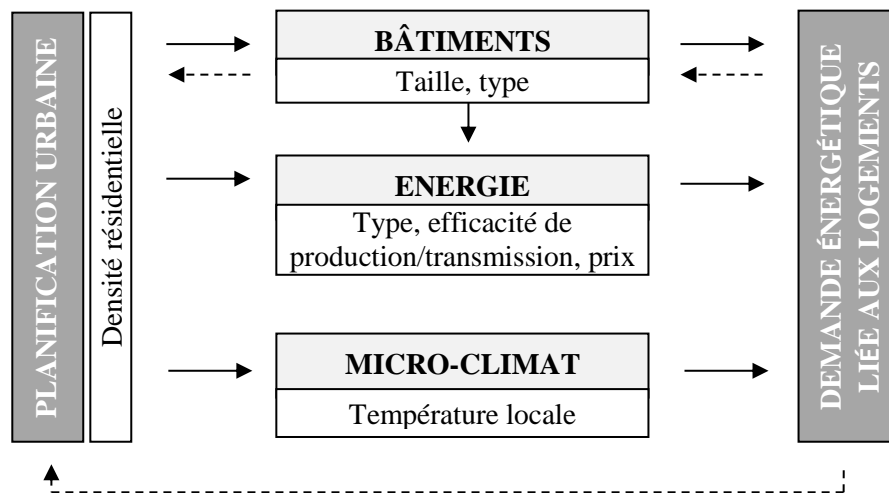 PLANIFICATION URBAINE
Densité résidentielle
BÂTIMENTS
Taille, type
ENERGIE
Type, efficacité de
production/transmission, prix
MICRO-CLIMAT
Température locale
DEMANDE ÉNERGÉTIQUE
LIÉE AUX LOGEMENTS